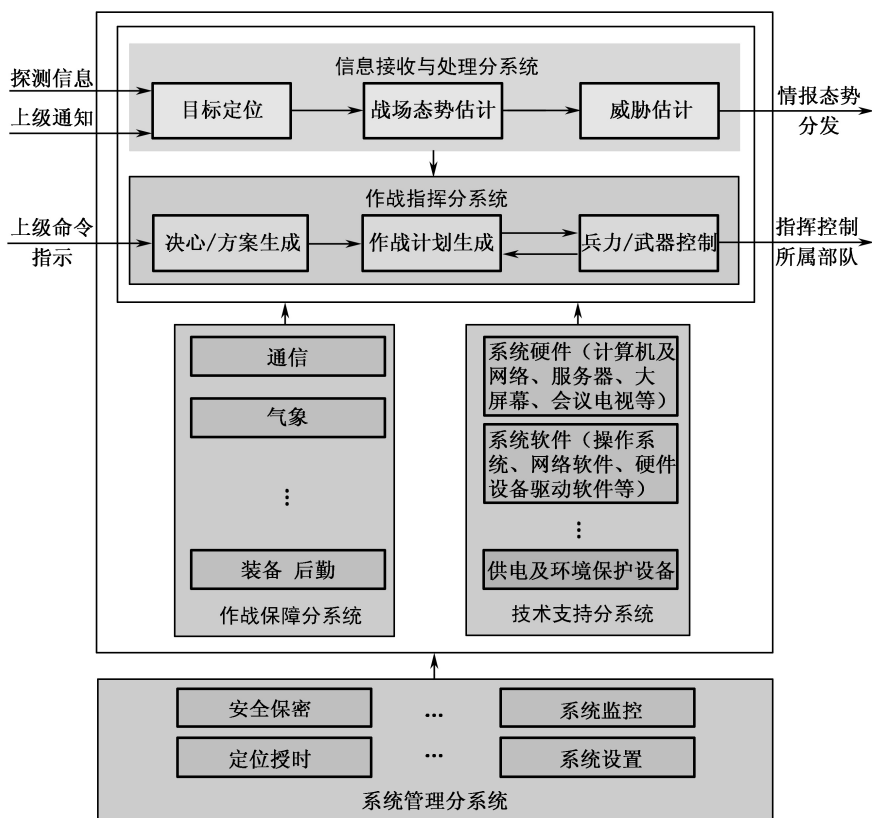 信息接收与处理分系统
探测信息
上级通知
目标定位
战场态势估计
威胁估计
情报态势
分发
作战指挥分系统
上级命令
指示
决心/方案生成
作战计划生成
兵力/武器控制
指挥控制
所属部队
通信
气象
⋮
装备 后勤
作战保障分系统
系统硬件（计算机及
网络、服务器、大
屏幕、会议电视等）
系统软件（操作系
统、网络软件、硬件
设备驱动软件等）
⋮
供电及环境保护设备
技术支持分系统
安全保密
…
系统监控
定位授时
…
系统设置
系统管理分系统